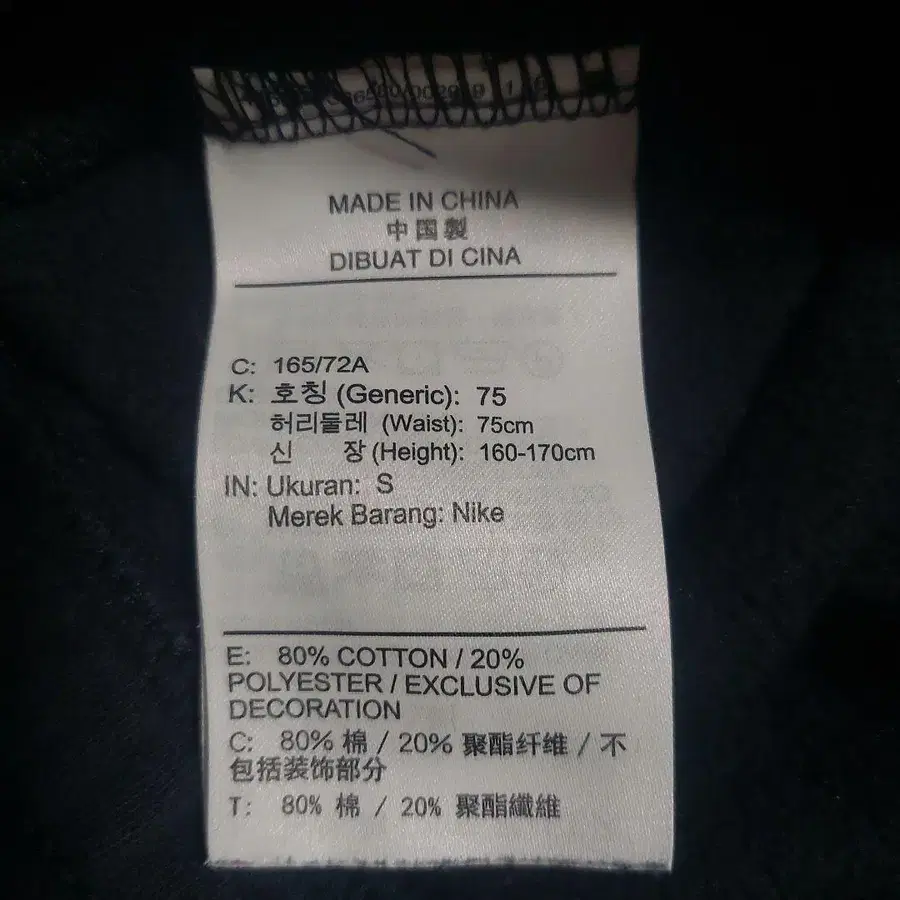 MADE IN CHINA
中国製
DIBUAT DI CINA
C: 165/72A
K: 호칭 (Generic): 75
허리둘레 (Waist): 75cm
신 장 (Height): 160-170cm
IN: Ukuran: S
Merek Barang: Nike
E: 80% COTTON / 20%
POLYESTER / EXCLUSIVE OF
DECORATION
C: 80% 棉 / 20% 聚酯纤维 / 不
包括装饰部分
T: 80% 棉 / 20% 聚酯纖維